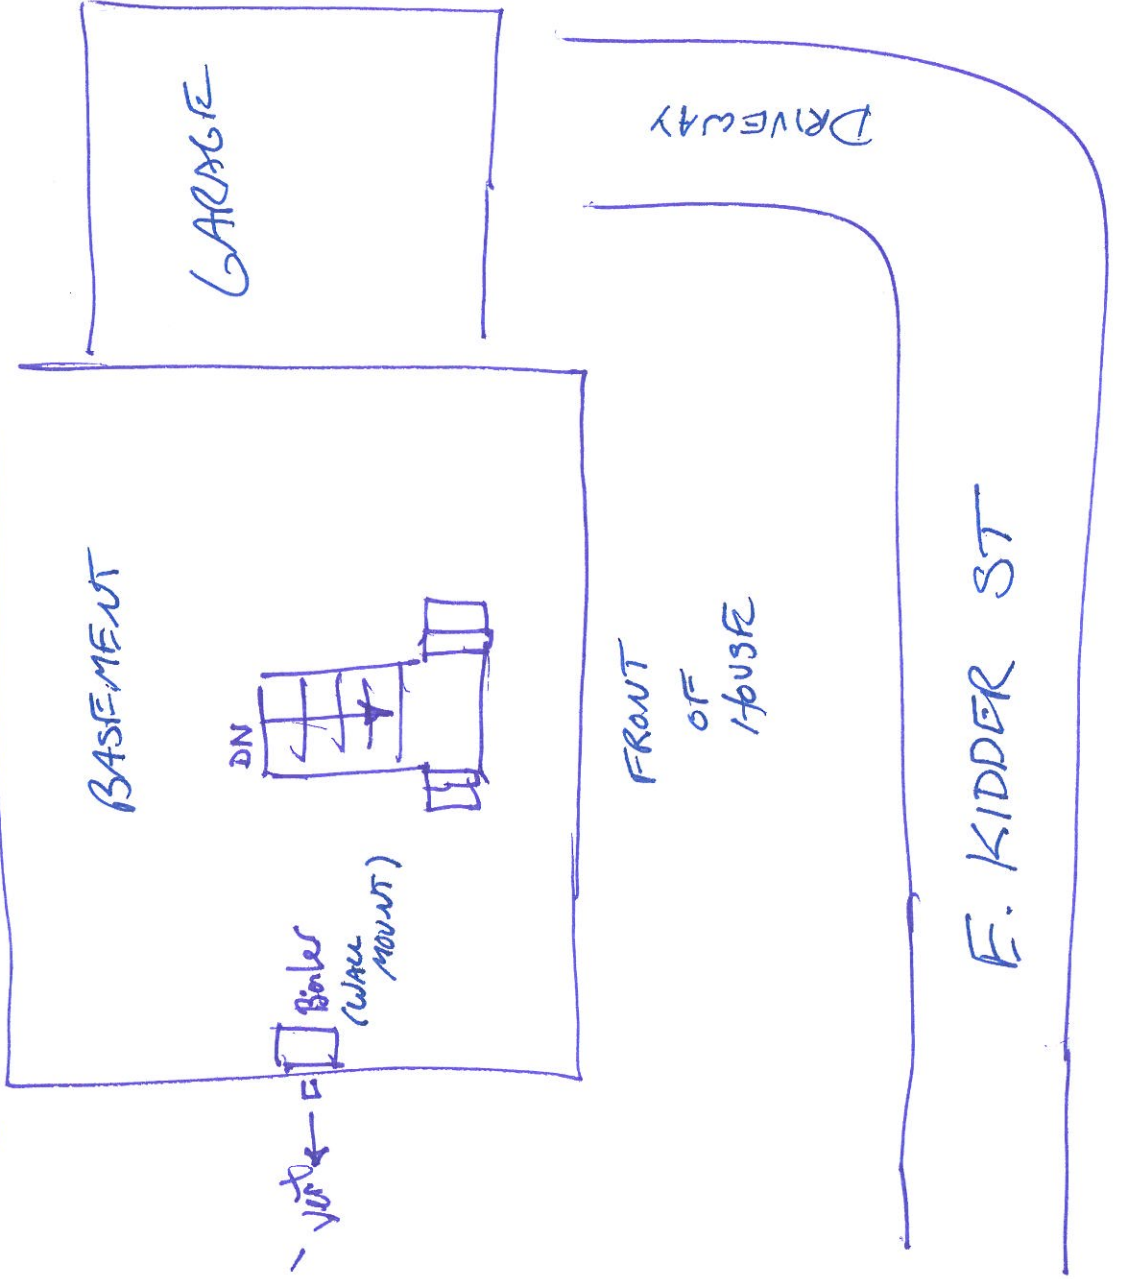 GARAGE
DRIVEWAY
BASEMENT
DN
FRONT
OF
HOUSE
E. KIDDER ST
Boiler
(WALL
MOUNT)
vent